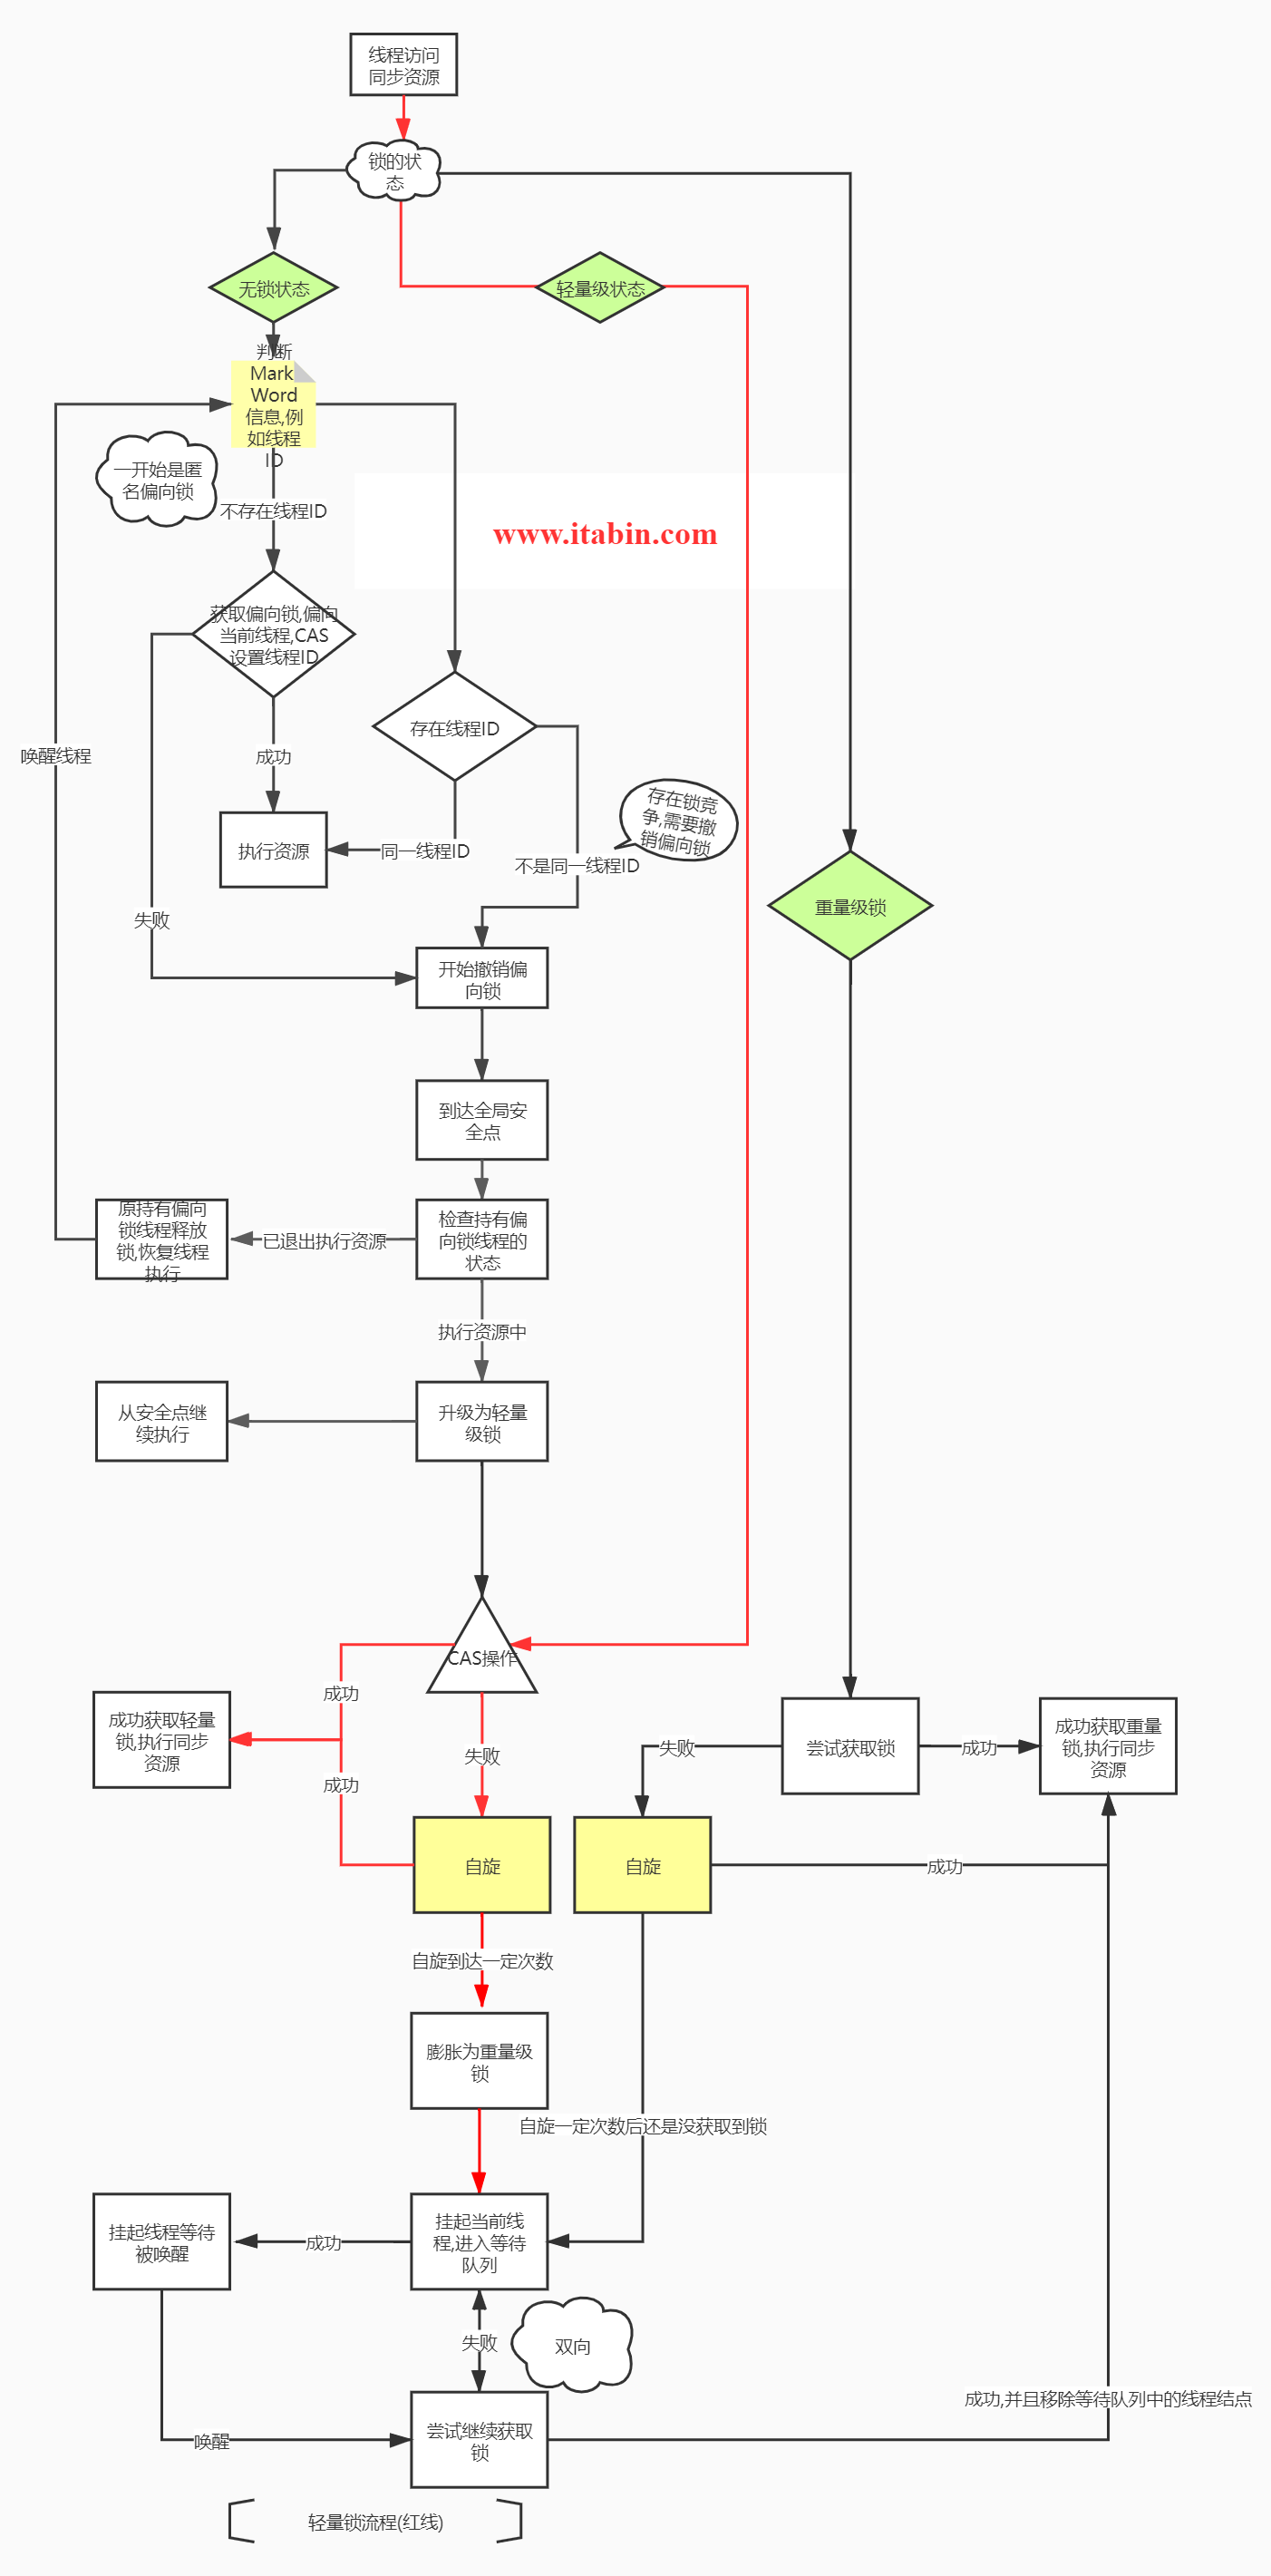 线程访问
同步资源
锁的状
态
无锁状态
轻量级状态
判断
Mark
Word
信息,例
如线程
ID
一开始是匿
名偏向锁
不存在线程ID
www.itabin.com
获取偏向锁,偏向
当前线程,CAS
设置线程ID
存在线程ID
唤醒线程
成功
存在锁竞
争,需要撤
销偏向锁
执行资源
同一线程ID
不是同一线程ID
重量级锁
失败
开始撤销偏
向锁
到达全局安
全点
原持有偏向
锁线程释放
锁,恢复线程
执行
已退出执行资源
检查持有偏
向锁线程的
状态
执行资源中
从安全点继
续执行
升级为轻量
级锁
CAS操作
成功
成功获取轻量
锁,执行同步
资源
失败
失败
尝试获取锁
成功
成功获取重量
锁,执行同步
资源
成功
自旋
自旋
成功
自旋到达一定次数
膨胀为重量级
锁
自旋一定次数后还是没获取到锁
挂起线程等待
被唤醒
成功
挂起当前线
程,进入等待
队列
失败
双向
成功,并且移除等待队列中的线程结点
唤醒
尝试继续获取
锁
轻量锁流程(红线)